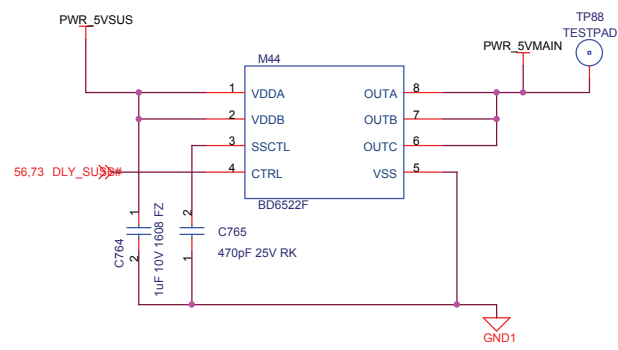 TP88
TESTPAD
PWR_5VSUS
PWR_5VMAIN
M44
1 VDDA OUTA 8
2 VDDB OUTB 7
3 SSCTL OUTC 6
4 CTRL VSS 5
56,73 DLY_SUSB#
BD6522F
1
2
C764
1uF 10V 1608 FZ
2
1
C765
470pF 25V RK
GND1